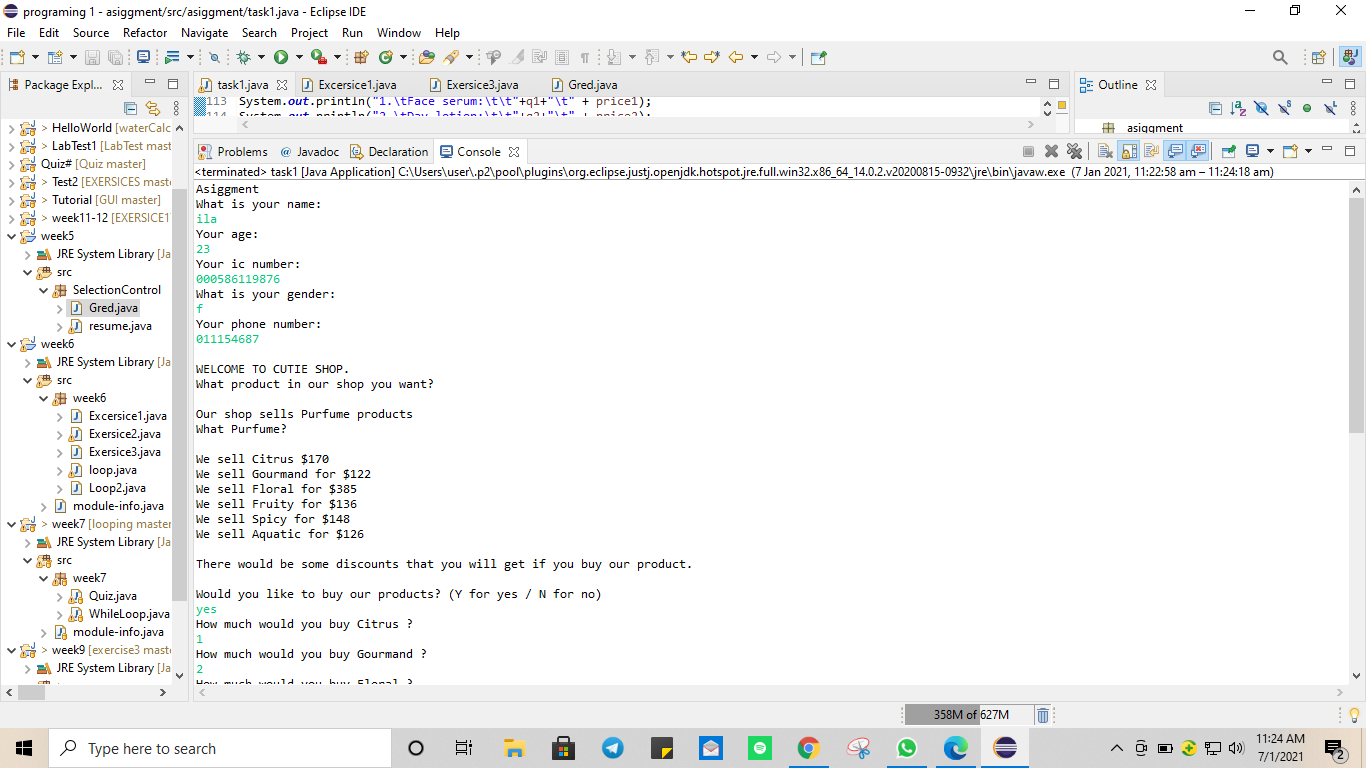 programing 1 - asiggment/src/asiggment/task1.java - Eclipse IDE
File Edit Source Refactor Navigate Search Project Run Window Help
Package Expl...
task1.java Excersice1.java Exersice3.java Gred.java
Outline
113 System.out.println("1.\tFace serum:\t\t"+q1+"\t" + price1);
114 System.out.println("2.\tDay lotion:\t\t"+q2+"\t" + price2);
asiggment
> HelloWorld [waterCalc
> LabTest1 [LabTest mast
Quiz# [Quiz master]
> Test2 [EXERSICES maste
> Tutorial [GUI master]
> week11-12 [EXERSICE1
week5
JRE System Library [Ja
src
SelectionControl
Gred.java
resume.java
week6
JRE System Library [Ja
src
week6
Excersice1.java
Exersice2.java
Exersice3.java
loop.java
Loop2.java
module-info.java
> week7 [looping master
JRE System Library [Ja
src
week7
Quiz.java
WhileLoop.java
module-info.java
> week9 [exercise3 maste
JRE System Library [Ja
Problems @ Javadoc Declaration Console
<terminated> task1 [Java Application] C:\Users\user\.p2\pool\plugins\org.eclipse.justj.openjdk.hotspot.jre.full.win32.x86_64_14.0.2.v20200815-0932\jre\bin\javaw.exe (7 Jan 2021, 11:22:58 am – 11:24:18 am)
Asiggment
What is your name:
ila
Your age:
23
Your ic number:
000586119876
What is your gender:
f
Your phone number:
011154687
WELCOME TO CUTIE SHOP.
What product in our shop you want?
Our shop sells Purfume products
What Purfume?
We sell Citrus $170
We sell Gourmand for $122
We sell Floral for $385
We sell Fruity for $136
We sell Spicy for $148
We sell Aquatic for $126
There would be some discounts that you will get if you buy our product.
Would you like to buy our products? (Y for yes / N for no)
yes
How much would you buy Citrus ?
1
How much would you buy Gourmand ?
2
How much would you buy Floral ?
358M of 627M
Type here to search
11:24 AM
7/1/2021
2